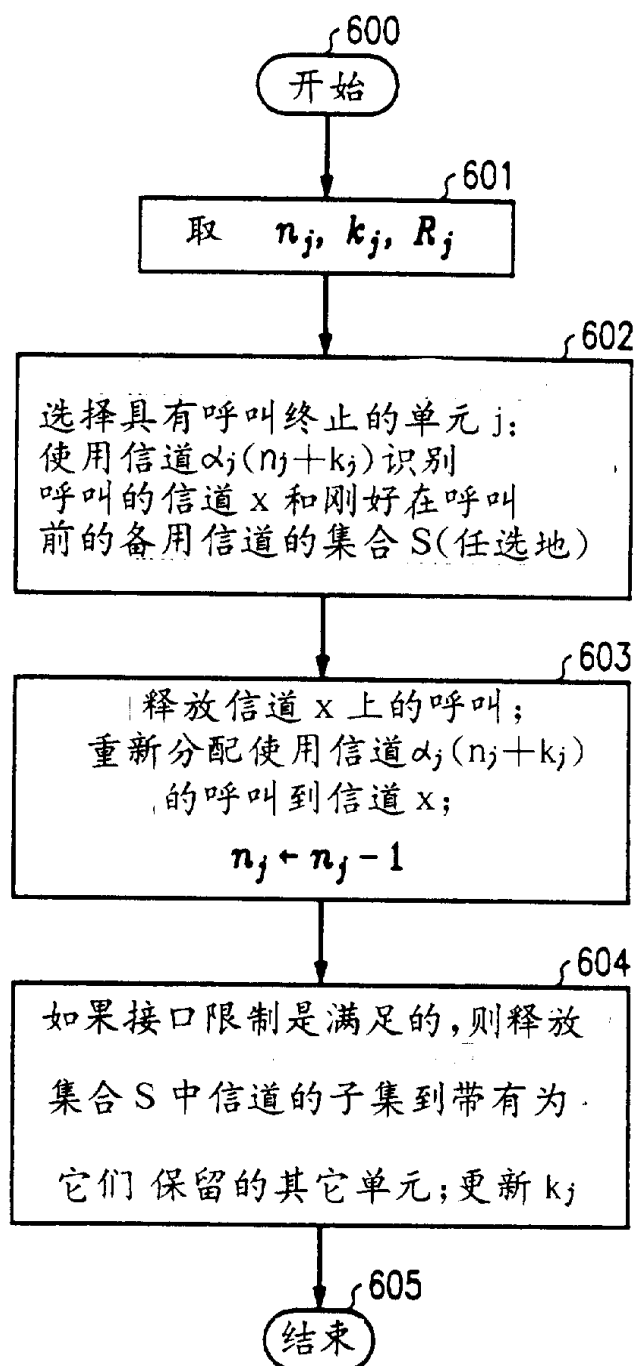 600
开始
601
取 nj, kj, Rj
602
选择具有呼叫终止的单元 j:
使用信道αj(nj+kj)识别
呼叫的信道 x 和刚好在呼叫
前的备用信道的集合 S(任选地)
603
释放信道 x 上的呼叫;
重新分配使用信道αj(nj+kj)
的呼叫到信道 x;
nj ← nj - 1
604
如果接口限制是满足的,则释放
集合 S 中信道的子集到带有为
它们 保留的其它单元;更新 kj
605
结束